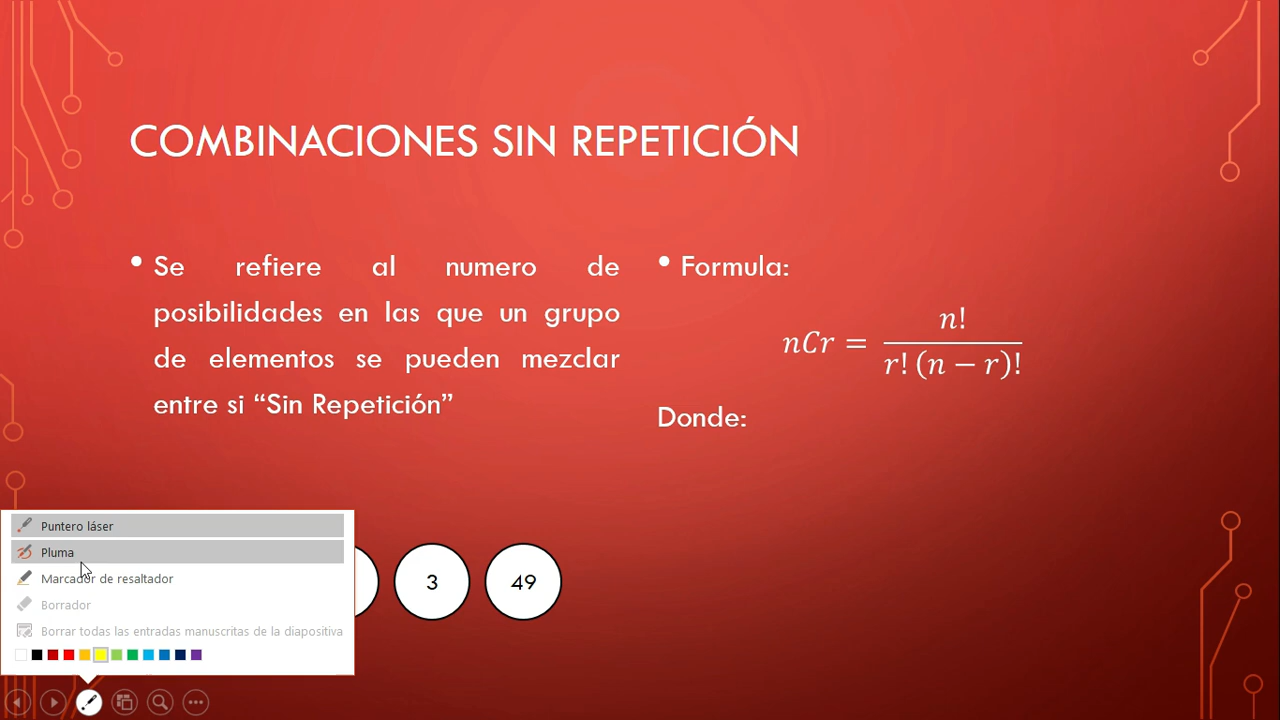 COMBINACIONES SIN REPETICIÓN
• Se refiere al numero de
posibilidades en las que un grupo
de elementos se pueden mezclar
entre si “Sin Repetición”
• Formula:
nCr = n! / r! (n − r)!
Donde:
3
49
Puntero láser
Pluma
Marcador de resaltador
Borrador
Borrar todas las entradas manuscritas de la diapositiva